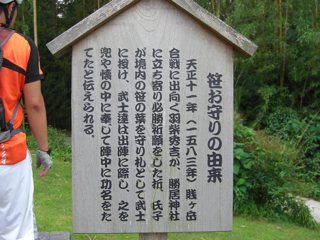 笹お守りの由来
天正十一年(一五八三年)賤ヶ岳
合戦に出向く羽柴秀吉が、勝居神社
に立ち寄り必勝祈願をした折、氏子
が境内の笹の葉を守り札として武士
に授け、武士達は出陣に際し、之を
兜や懐の中に奉じて陣中に功名をた
てたと伝えられる。